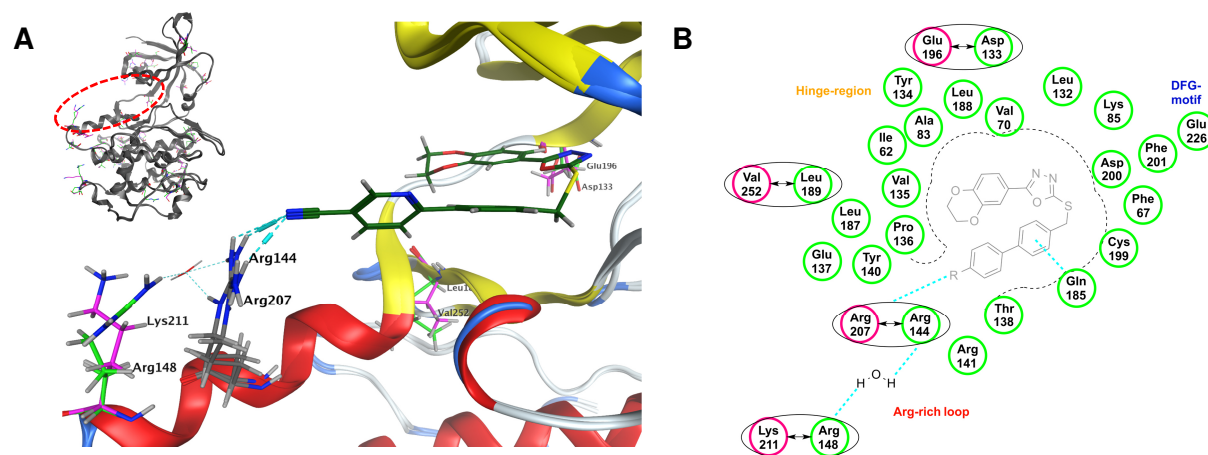 A
Glu196
Asp133
Arg144
Arg207
Leu1
Val252
Lys211
Arg148
B
Glu
196
Asp
133
Hinge-region
Tyr
134
Leu
188
Leu
132
DFG-
motif
Ala
83
Val
70
Lys
85
Glu
226
Ile
62
Phe
201
Val
252
Leu
189
Val
135
Asp
200
N-N
O
O
O
S
Phe
67
Leu
187
Pro
136
Cys
199
Glu
137
Tyr
140
R
Gln
185
Thr
138
Arg
207
Arg
144
Arg
141
H O H
Arg-rich loop
Lys
211
Arg
148